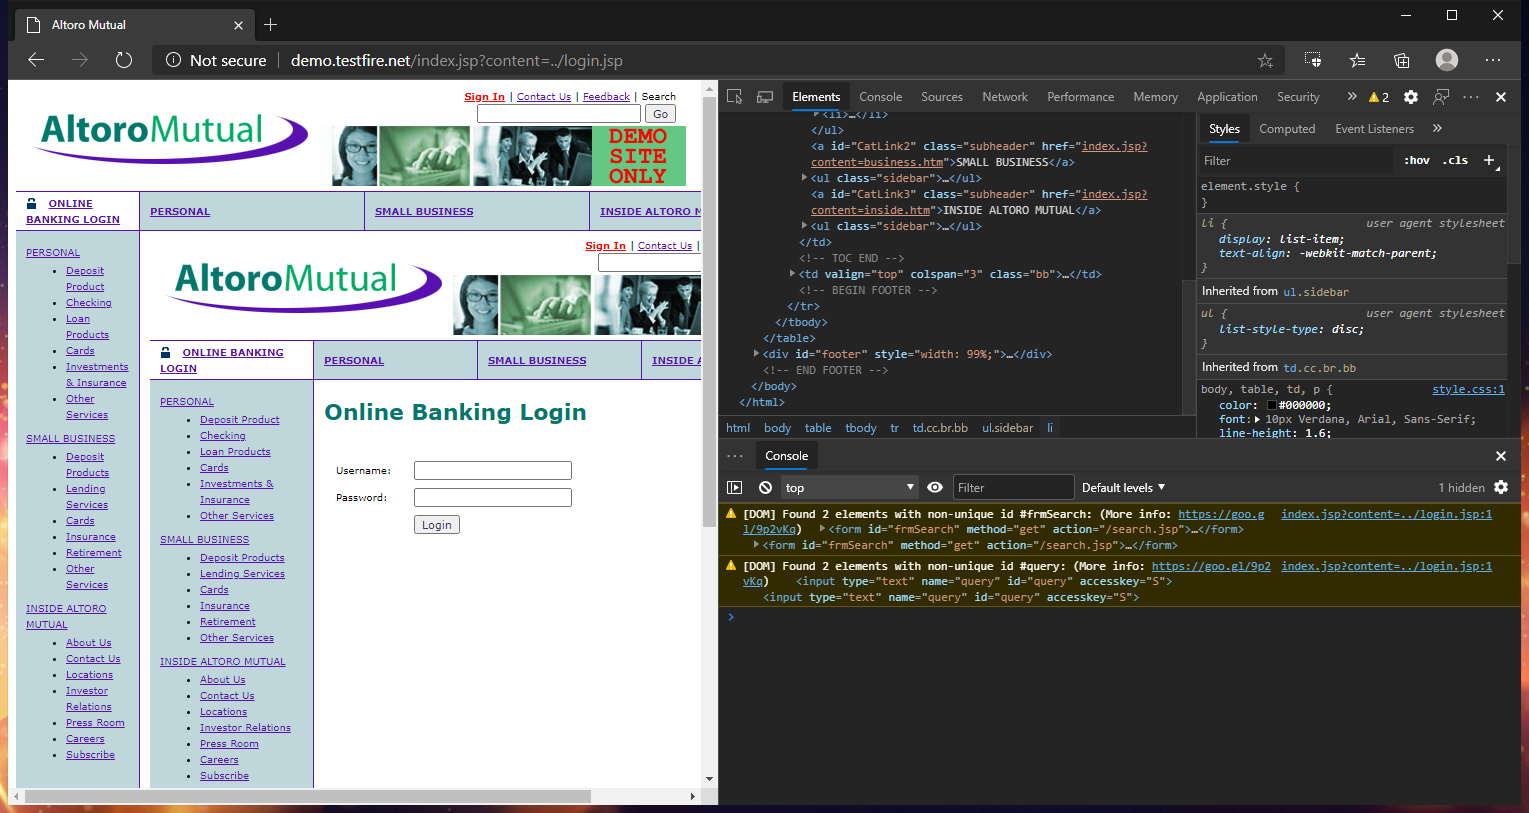 Altoro Mutual
Not secure
demo.testfire.net/index.jsp?content=../login.jsp
Sign In | Contact Us | Feedback | Search
Go
AltoroMutual
DEMO
SITE
ONLY
ONLINE
BANKING LOGIN
PERSONAL
SMALL BUSINESS
INSIDE ALTORO M
PERSONAL
Deposit
Product
Checking
Loan
Products
Cards
Investments
& Insurance
Other
Services
SMALL BUSINESS
Deposit
Products
Lending
Services
Cards
Insurance
Retirement
Other
Services
INSIDE ALTORO
MUTUAL
About Us
Contact Us
Locations
Investor
Relations
Press Room
Careers
Subscribe
Sign In | Contact Us |
AltoroMutual
ONLINE BANKING
LOGIN
PERSONAL
SMALL BUSINESS
INSIDE A
PERSONAL
Deposit Product
Checking
Loan Products
Cards
Investments &
Insurance
Other Services
SMALL BUSINESS
Deposit Products
Lending Services
Cards
Insurance
Retirement
Other Services
INSIDE ALTORO MUTUAL
About Us
Contact Us
Locations
Investor Relations
Press Room
Careers
Subscribe
Online Banking Login
Username:
Password:
Login
Elements Console Sources Network Performance Memory Application Security » 2
<li>…</li>
</ul>
<a id="CatLink2" class="subheader" href="index.jsp?
content=business.htm">SMALL BUSINESS</a>
<ul class="sidebar">…</ul>
<a id="CatLink3" class="subheader" href="index.jsp?
content=inside.htm">INSIDE ALTORO MUTUAL</a>
<ul class="sidebar">…</ul>
</td>
<!-- TOC END -->
<td valign="top" colspan="3" class="bb">…</td>
<!-- BEGIN FOOTER -->
</tr>
</tbody>
</table>
<div id="footer" style="width: 99%;">…</div>
<!-- END FOOTER -->
</body>
</html>
html body table tbody tr td.cc.br.bb ul.sidebar li
Styles Computed Event Listeners »
Filter :hov .cls +
element.style {
}
li { user agent stylesheet
display: list-item;
text-align: -webkit-match-parent;
}
Inherited from ul.sidebar
ul { user agent stylesheet
list-style-type: disc;
}
Inherited from td.cc.br.bb
body, table, td, p { style.css:1
color: #000000;
font: 10px Verdana, Arial, Sans-Serif;
line-height: 1.6;
Console
top Filter Default levels 1 hidden
[DOM] Found 2 elements with non-unique id #frmSearch: (More info: https://goo.g index.jsp?content=../login.jsp:1
l/9p2vKq) <form id="frmSearch" method="get" action="/search.jsp">…</form>
<form id="frmSearch" method="get" action="/search.jsp">…</form>
[DOM] Found 2 elements with non-unique id #query: (More info: https://goo.gl/9p2 index.jsp?content=../login.jsp:1
vKq) <input type="text" name="query" id="query" accesskey="S">
<input type="text" name="query" id="query" accesskey="S">